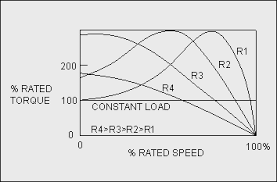 200
100
0
% RATED
TORQUE
R1
R2
R3
R4
CONSTANT LOAD
R4>R3>R2>R1
0
100%
% RATED SPEED